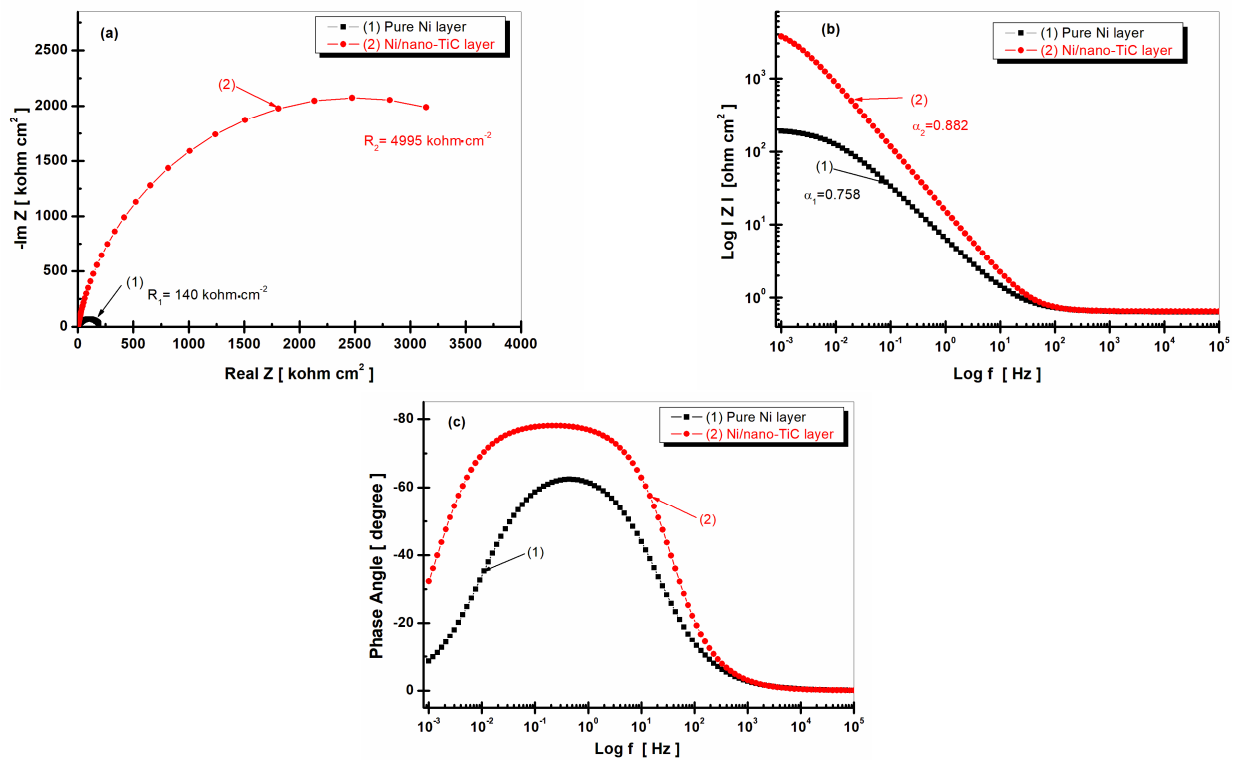 (a)
(1) Pure Ni layer
(2) Ni/nano-TiC layer
2500
2000
1500
1000
500
0
-Im Z [ kohm cm²]
(2)
R₂= 4995 kohm·cm⁻²
(1)
R₁= 140 kohm·cm⁻²
0 500 1000 1500 2000 2500 3000 3500 4000
Real Z [ kohm cm² ]
(b)
(1) Pure Ni layer
(2) Ni/nano-TiC layer
10³
10²
10¹
10⁰
Log I Z I [ohm cm²]
(2)
α₂=0.882
(1)
α₁=0.758
10⁻³ 10⁻² 10⁻¹ 10⁰ 10¹ 10² 10³ 10⁴ 10⁵
Log f [ Hz ]
(c)
(1) Pure Ni layer
(2) Ni/nano-TiC layer
-80
-60
-40
-20
0
Phase Angle [ degree ]
(2)
(1)
10⁻³ 10⁻² 10⁻¹ 10⁰ 10¹ 10² 10³ 10⁴ 10⁵
Log f [ Hz ]